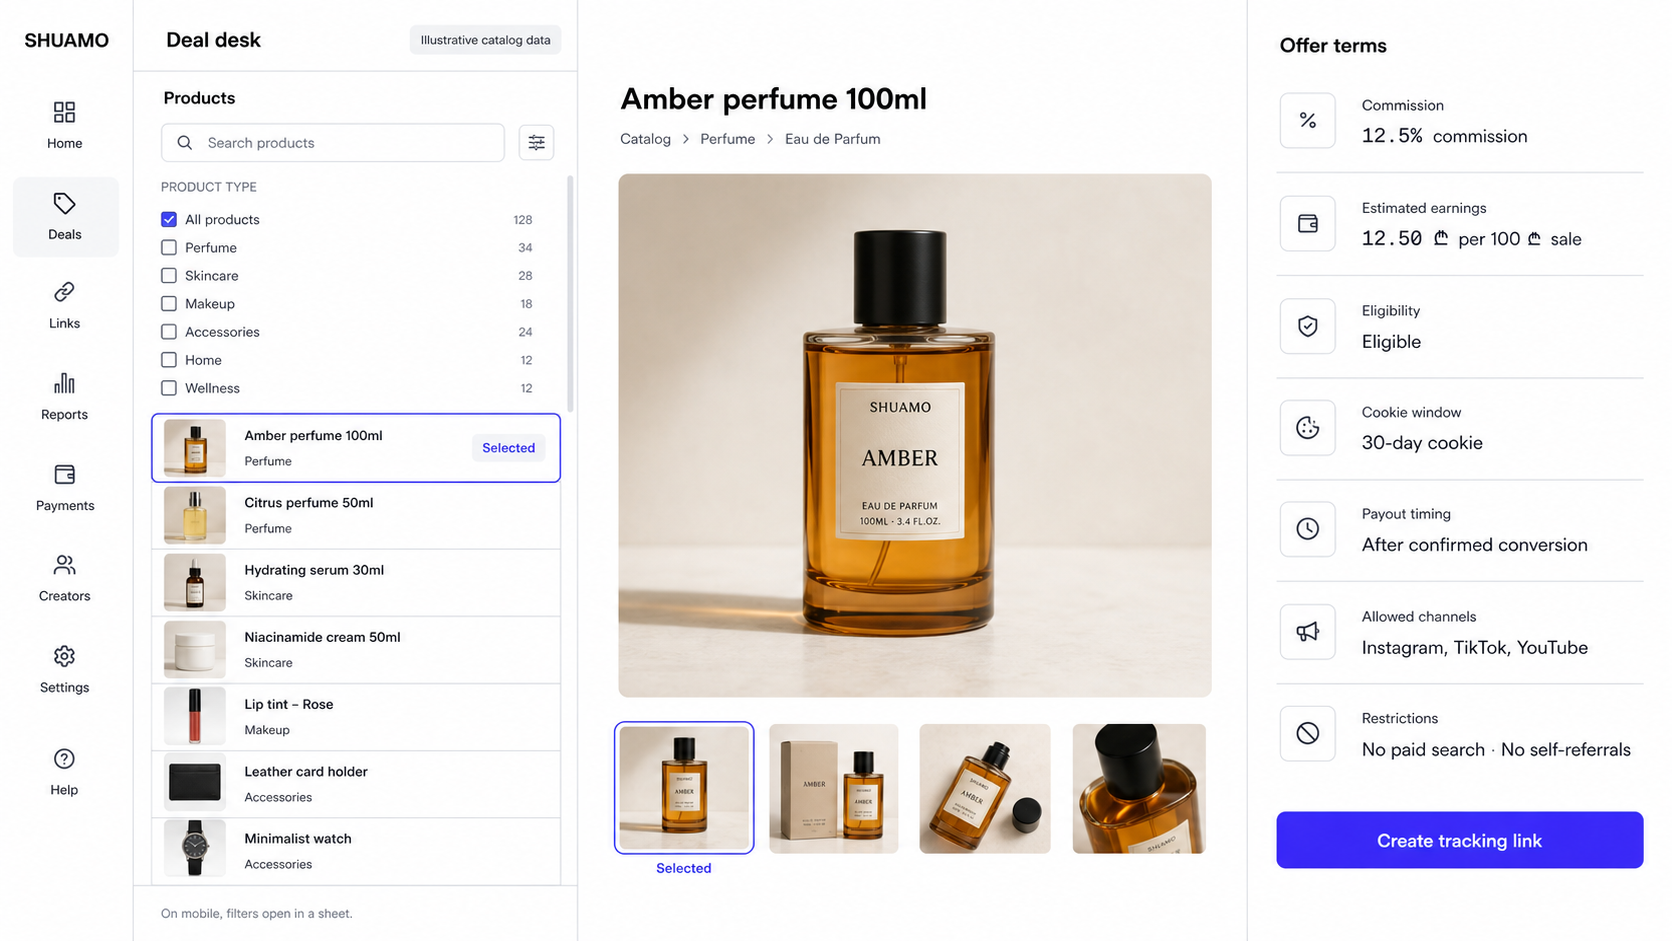 SHUAMO
Home
Deals
Links
Reports
Payments
Creators
Settings
Help
Deal desk
Illustrative catalog data
Products
Search products
PRODUCT TYPE
All products 128
Perfume 34
Skincare 28
Makeup 18
Accessories 24
Home 12
Wellness 12
Amber perfume 100ml
Perfume
Selected
Citrus perfume 50ml
Perfume
Hydrating serum 30ml
Skincare
Niacinamide cream 50ml
Skincare
Lip tint – Rose
Makeup
Leather card holder
Accessories
Minimalist watch
Accessories
On mobile, filters open in a sheet.
Amber perfume 100ml
Catalog > Perfume > Eau de Parfum
SHUAMO
AMBER
EAU DE PARFUM
100ML · 3.4 FL.OZ.
AMBER
AMBER
AMBER
SHUAMO
AMBER
SHUAMO
Selected
Offer terms
Commission
12.5% commission
Estimated earnings
12.50 ₾ per 100 ₾ sale
Eligibility
Eligible
Cookie window
30-day cookie
Payout timing
After confirmed conversion
Allowed channels
Instagram, TikTok, YouTube
Restrictions
No paid search · No self-referrals
Create tracking link